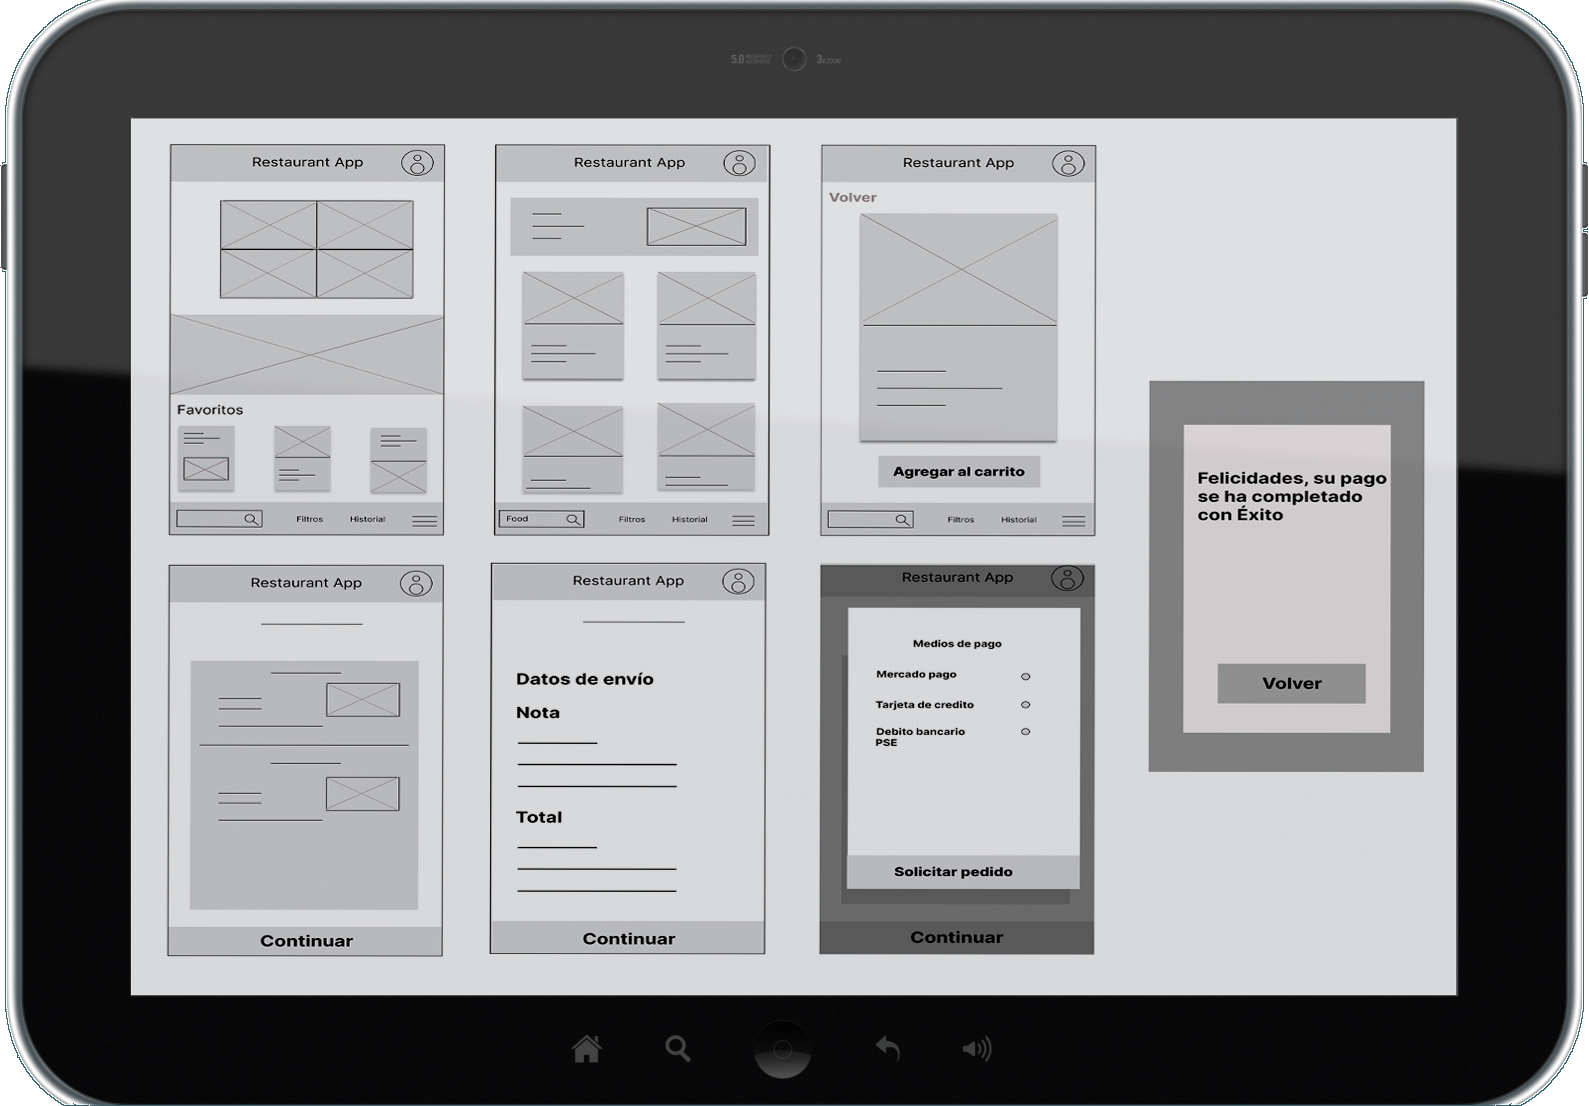 5.0
3x ZOOM
Restaurant App
Favoritos
Filtros
Historial
Restaurant App
Food
Filtros
Historial
Restaurant App
Volver
Agregar al carrito
Filtros
Historial
Restaurant App
Continuar
Restaurant App
Datos de envío
Nota
Total
Continuar
Restaurant App
Medios de pago
Mercado pago
Tarjeta de credito
Debito bancario
PSE
Solicitar pedido
Continuar
Felicidades, su pago
se ha completado
con Éxito
Volver